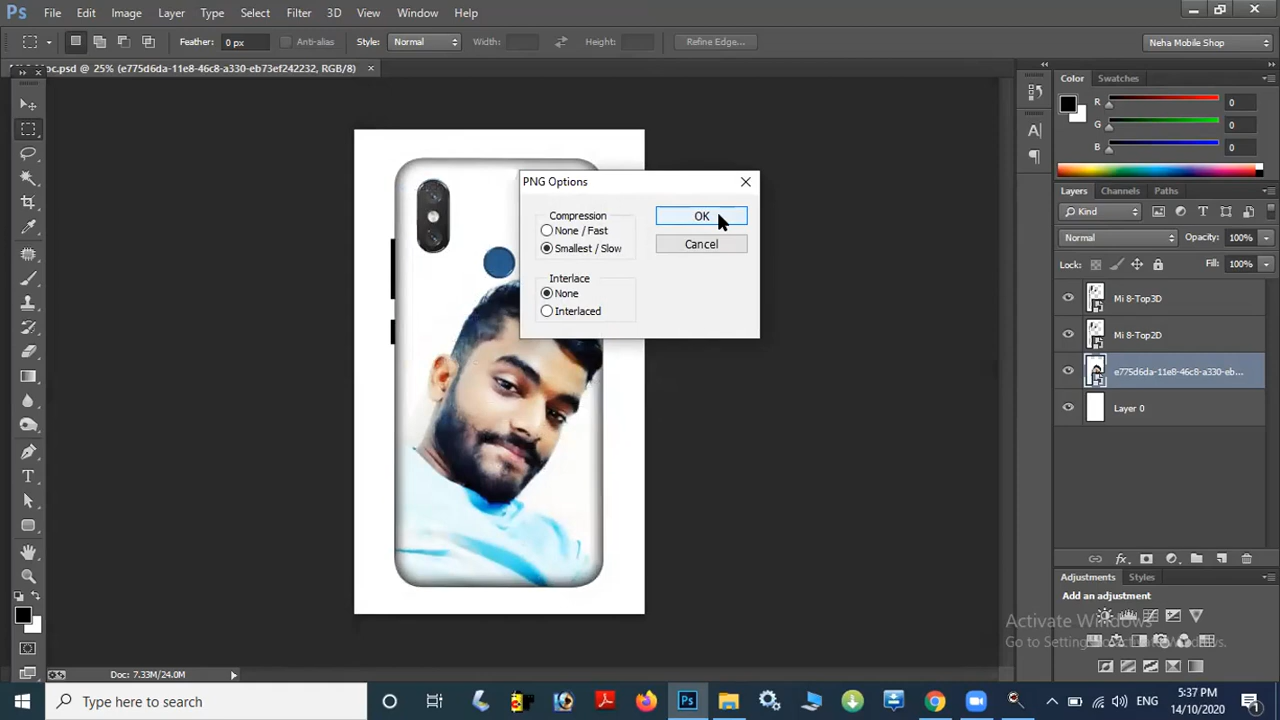 Ps File Edit Image Layer Type Select Filter 3D View Window Help
Feather: 0 px Anti-alias Style: Normal Width: Height: Refine Edge... Neha Mobile Shop
oc.psd @ 25% (e775d6da-11e8-46c8-a330-eb73ef242232, RGB/8) ×
Color Swatches
R 0
G 0
B 0
Layers Channels Paths
Kind
Normal Opacity: 100%
Lock: Fill: 100%
Mi 8-Top3D
Mi 8-Top2D
e775d6da-11e8-46c8-a330-eb...
Layer 0
PNG Options
Compression
None / Fast
Smallest / Slow
OK
Cancel
Interlace
None
Interlaced
Adjustments Styles
Add an adjustment
Activate Windows
Go to Settings to activate Windows.
Doc: 7.33M/24.0M
Type here to search
ENG
5:37 PM
14/10/2020